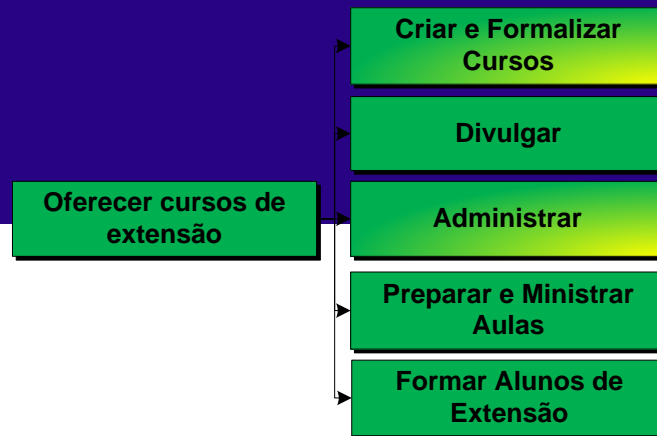 Criar e Formalizar
Cursos
Divulgar
Oferecer cursos de
extensão
Administrar
Preparar e Ministrar
Aulas
Formar Alunos de
Extensão